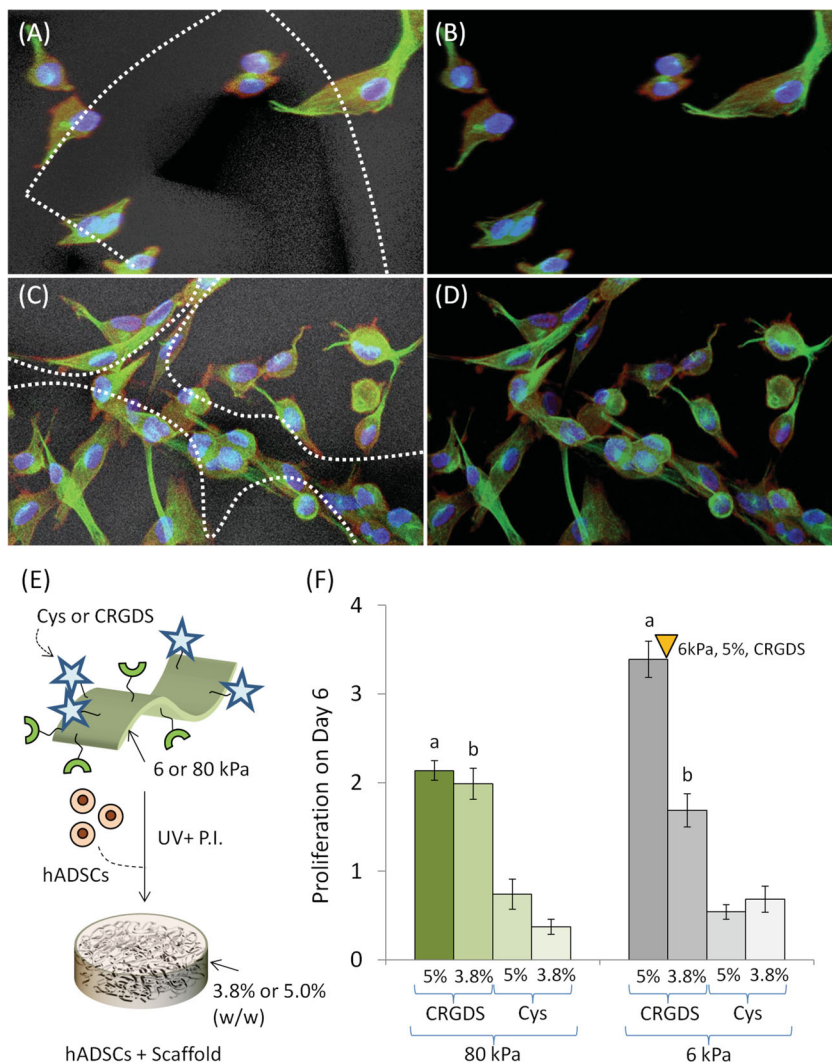 (A)
(B)
(C)
(D)
(E)
Cys or CRGDS
6 or 80 kPa
UV+ P.I.
hADSCs
3.8% or 5.0%
(w/w)
hADSCs + Scaffold
(F)
Proliferation on Day 6
4
3
2
1
0
a
b
a
b
6kPa, 5%, CRGDS
5% 3.8% 5% 3.8%
5% 3.8% 5% 3.8%
CRGDS Cys
CRGDS Cys
80 kPa
6 kPa